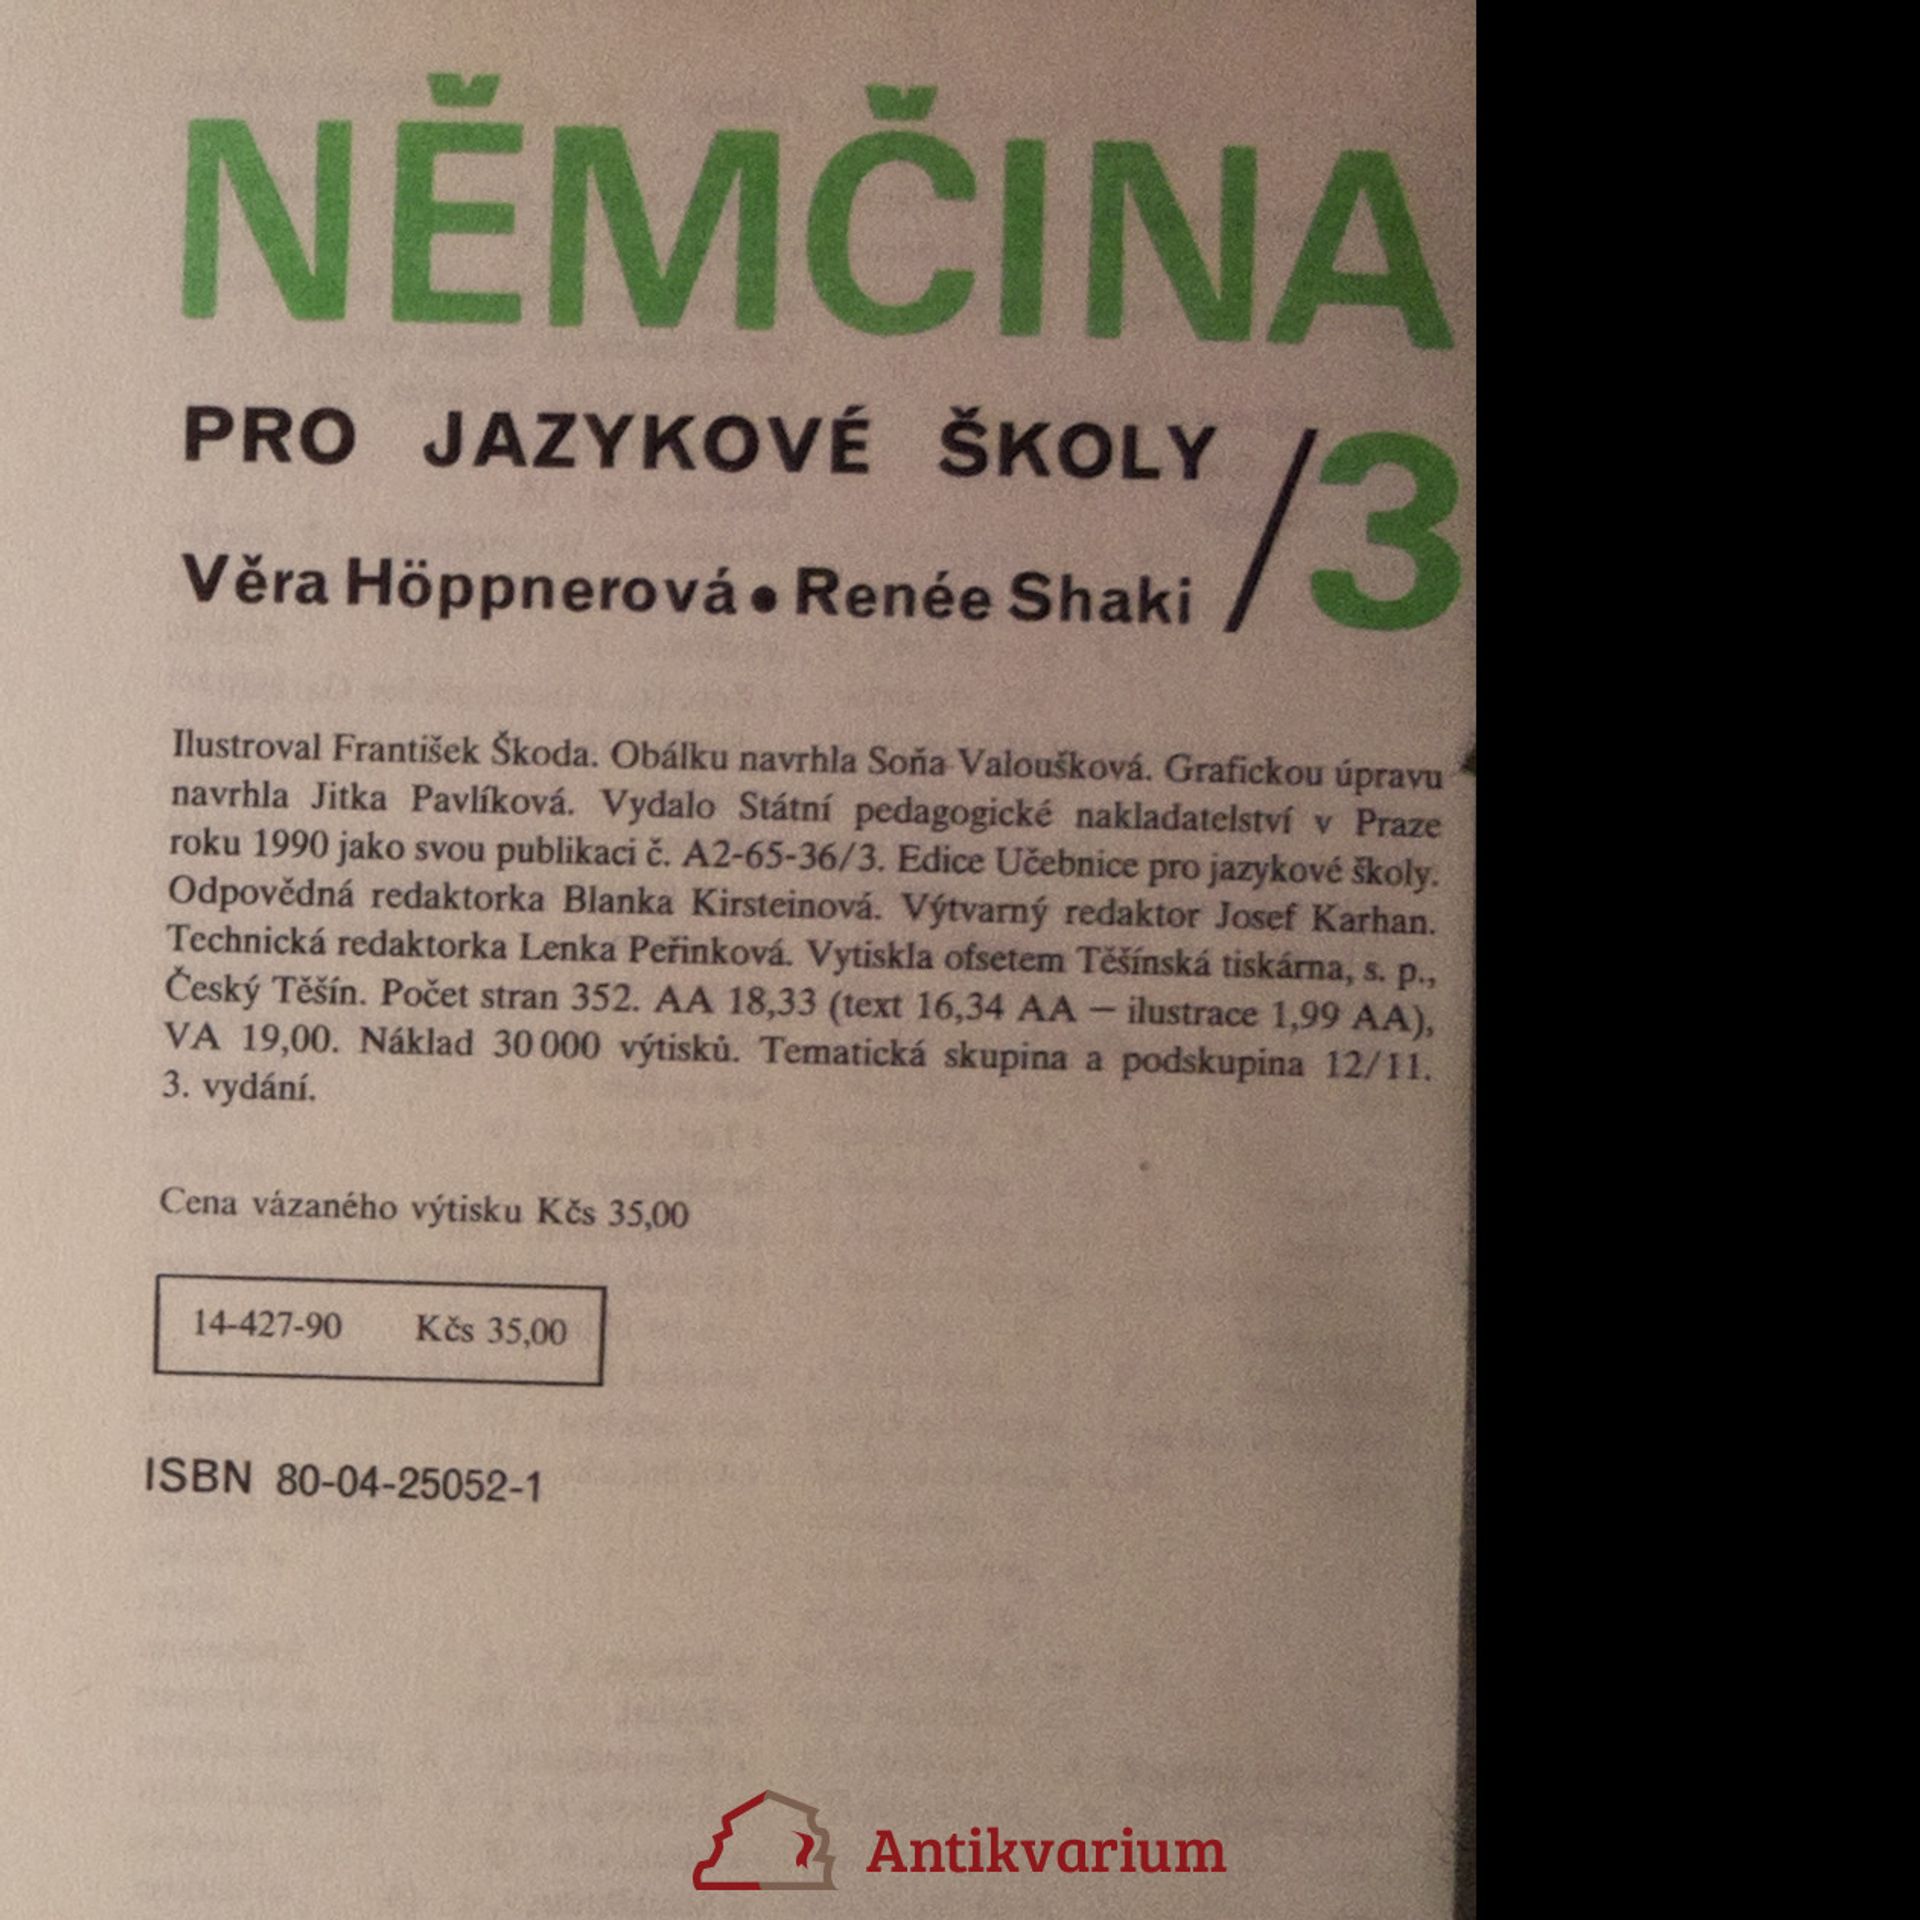 NĚMČINA
PRO JAZYKOVÉ ŠKOLY /3
Věra Höppnerová • Renée Shaki
Ilustroval František Škoda. Obálku navrhla Soňa Valoušková. Grafickou úpravu
navrhla Jitka Pavlíková. Vydalo Státní pedagogické nakladatelství v Praze
roku 1990 jako svou publikaci č. A2-65-36/3. Edice Učebnice pro jazykové školy.
Odpovědná redaktorka Blanka Kirsteinová. Výtvarný redaktor Josef Karhan.
Technická redaktorka Lenka Peřinková. Vytiskla ofsetem Těšínská tiskárna, s. p.,
Český Těšín. Počet stran 352. AA 18,33 (text 16,34 AA – ilustrace 1,99 AA),
VA 19,00. Náklad 30 000 výtisků. Tematická skupina a podskupina 12/11.
3. vydání.
Cena vázaného výtisku Kčs 35,00
14-427-90 Kčs 35,00
ISBN 80-04-25052-1
Antikvarium